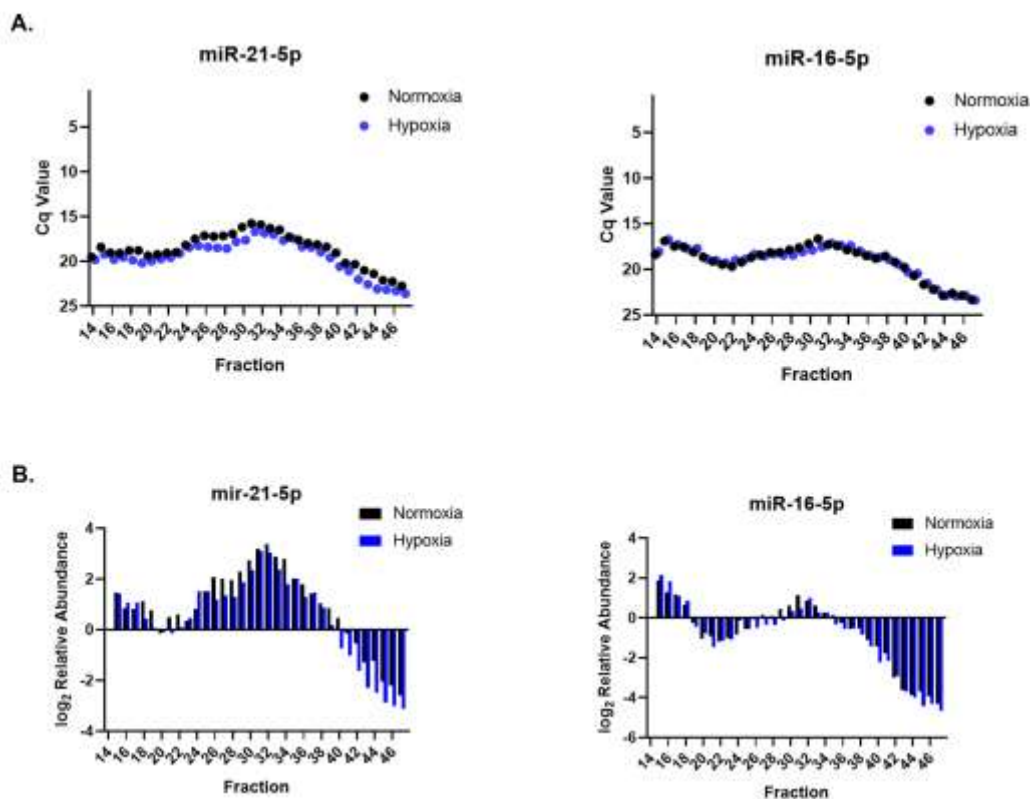 A.
miR-21-5p
Normoxia
Hypoxia
Cq Value
5
10
15
20
25
14 16 18 20 22 24 26 28 30 32 34 36 38 40 42 44 46
Fraction
miR-16-5p
Normoxia
Hypoxia
Cq Value
5
10
15
20
25
14 16 18 20 22 24 26 28 30 32 34 36 38 40 42 44 46
Fraction
B.
mir-21-5p
Normoxia
Hypoxia
log₂ Relative Abundance
4
2
0
-2
-4
14 16 18 20 22 24 26 28 30 32 34 36 38 40 42 44 46
Fraction
miR-16-5p
Normoxia
Hypoxia
log₂ Relative Abundance
4
2
0
-2
-4
-6
14 16 18 20 22 24 26 28 30 32 34 36 38 40 42 44 46
Fraction